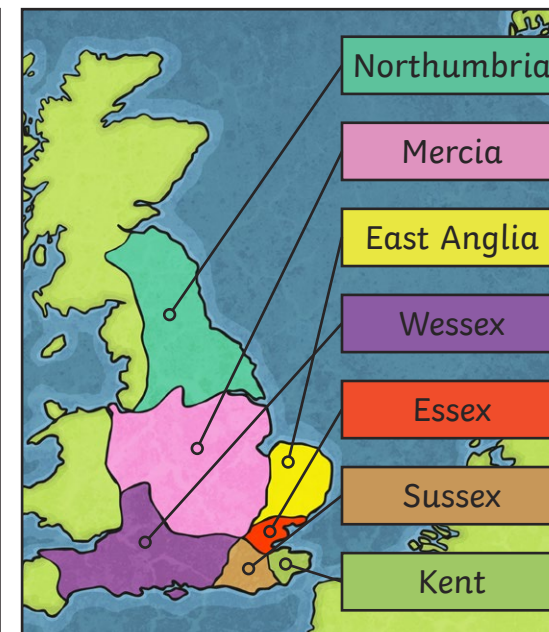 Northumbria
Mercia
East Anglia
Wessex
Essex
Sussex
Kent